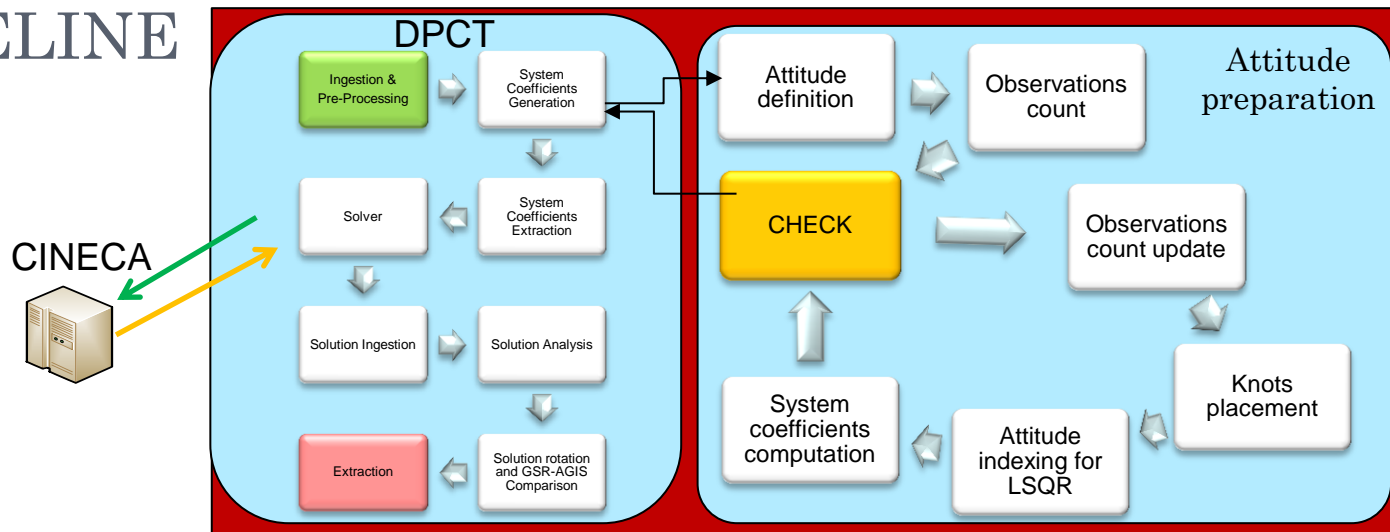 ELINE
DPCT
Ingestion &
Pre-Processing
System
Coefficients
Generation
Solver
System
Coefficients
Extraction
Solution Ingestion
Solution Analysis
Extraction
Solution rotation
and GSR-AGIS
Comparison
CINECA
Attitude
preparation
Attitude
definition
Observations
count
CHECK
Observations
count update
Knots
placement
Attitude
indexing for
LSQR
System
coefficients
computation